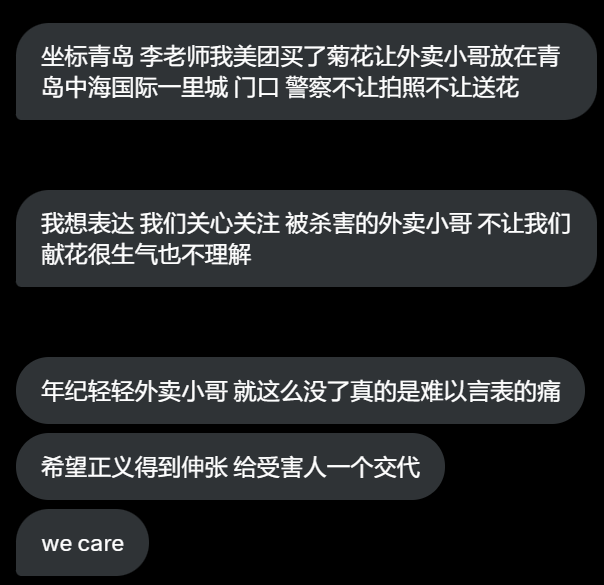 坐标青岛 李老师我美团买了菊花让外卖小哥放在青
岛中海国际一里城 门口 警察不让拍照不让送花
我想表达 我们关心关注 被杀害的外卖小哥 不让我们
献花很生气也不理解
年纪轻轻外卖小哥 就这么没了真的是难以言表的痛
希望正义得到伸张 给受害人一个交代
we care